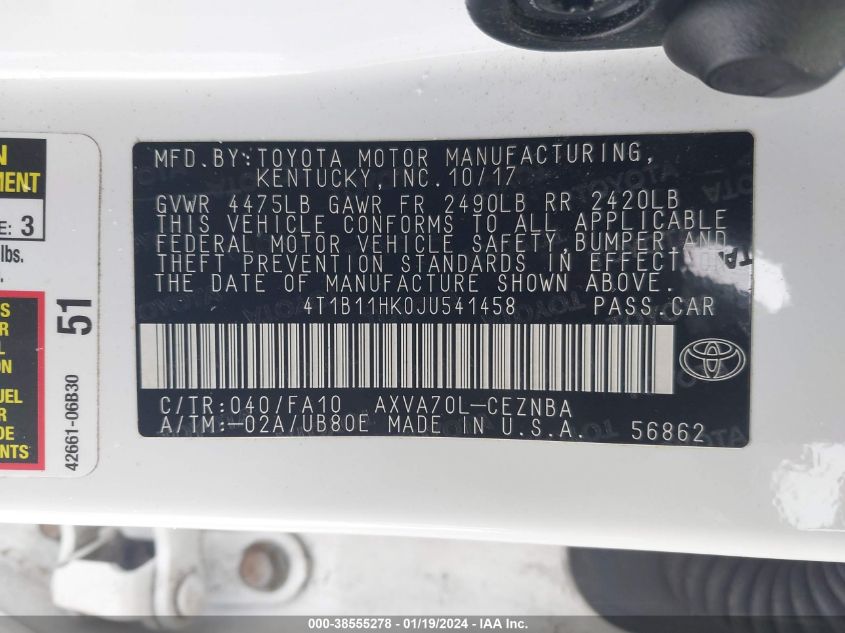 MFD.BY:TOYOTA MOTOR MANUFACTURING,
KENTUCKY,INC.10/17
GVWR 4475LB GAWR FR 2490LB RR 2420LB
THIS VEHICLE CONFORMS TO ALL APPLICABLE
FEDERAL MOTOR VEHICLE SAFETY,BUMPER,AND
THEFT PREVENTION STANDARDS IN EFFECT ON
THE DATE OF MANUFACTURE SHOWN ABOVE.
4T1B11HK0JU541458 PASS.CAR
C/TR:040/FA10 AXVA70L-CEZNBA
A/TM:-02A/UB80E MADE IN U.S.A. 56862
MENT
E: 3
lbs.
51
42661-06B30
000-38555278 - 01/19/2024 - IAA Inc.